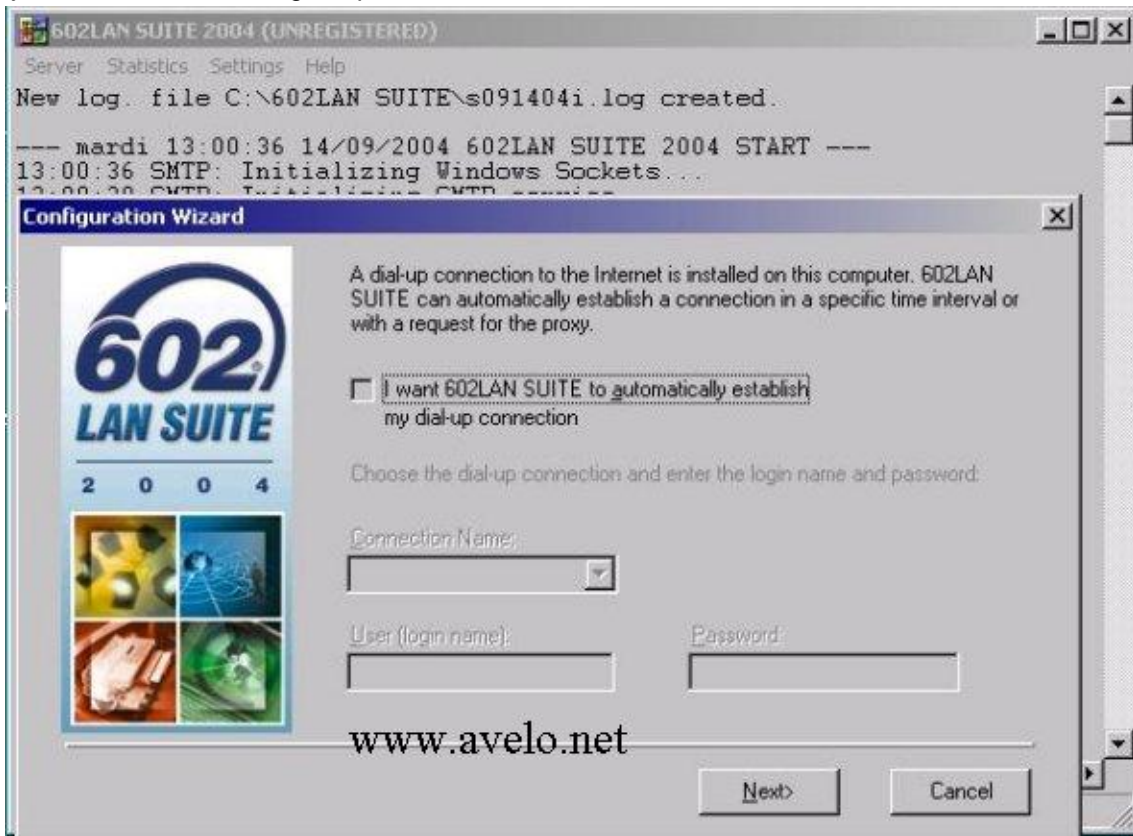 602LAN SUITE 2004 (UNREGISTERED)
Server Statistics Settings Help
New log. file C:\602LAN SUITE\s091404i.log created.
--- mardi 13:00:36 14/09/2004 602LAN SUITE 2004 START ---
13:00:36 SMTP: Initializing Windows Sockets...
Configuration Wizard
602
LAN SUITE
2 0 0 4
A dial-up connection to the Internet is installed on this computer. 602LAN
SUITE can automatically establish a connection in a specific time interval or
with a request for the proxy.
I want 602LAN SUITE to automatically establish
my dial-up connection
Choose the dial-up connection and enter the login name and password:
Connection Name:
User (login name):
Password:
www.avelo.net
Next>
Cancel